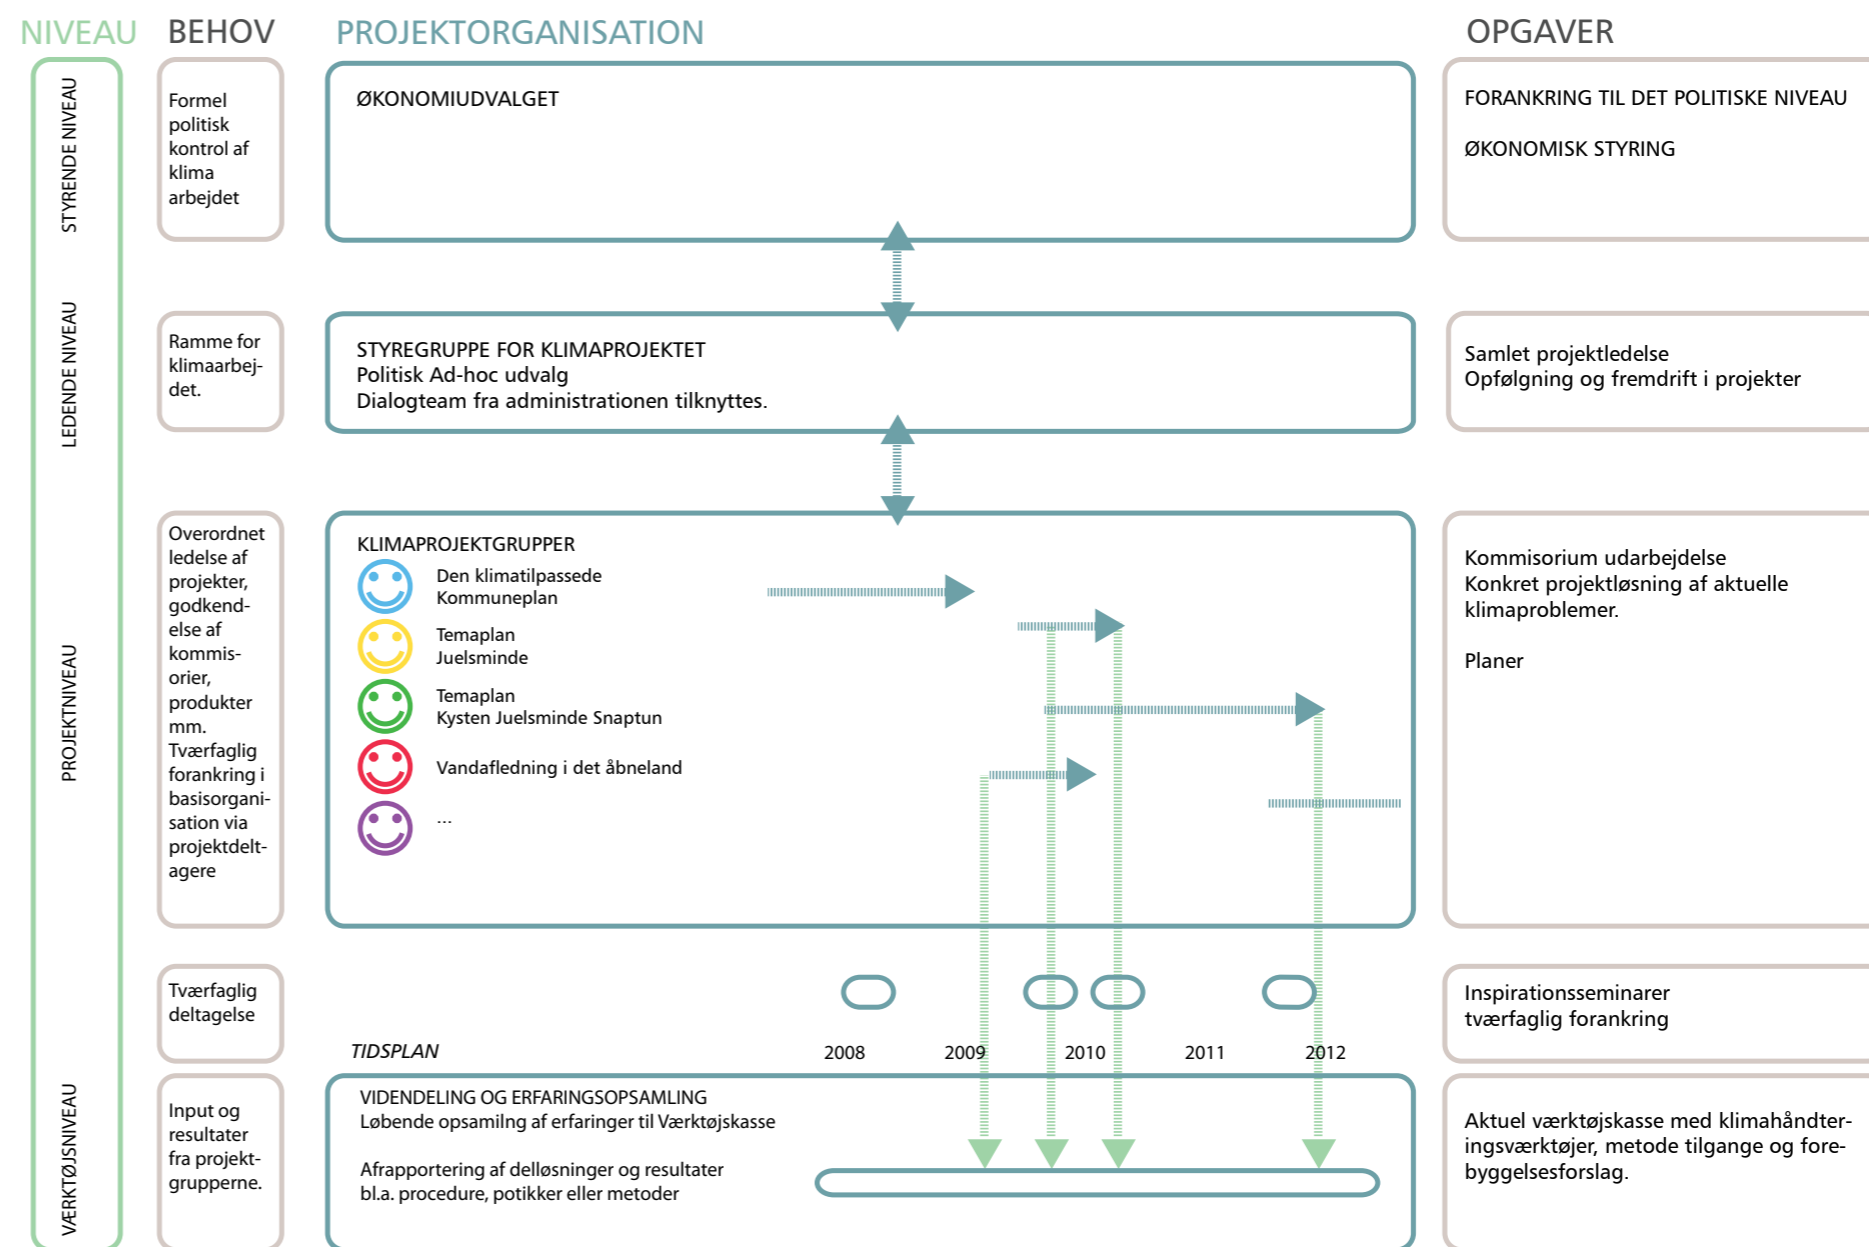 NIVEAU
BEHOV
PROJEKTORGANISATION
OPGAVER
STYRENDE NIVEAU
Formel
politisk
kontrol af
klima
arbejdet
ØKONOMIUDVALGET
FORANKRING TIL DET POLITISKE NIVEAU
ØKONOMISK STYRING
LEDENDE NIVEAU
Ramme for
klimaarbej-
det.
STYREGRUPPE FOR KLIMAPROJEKTET
Politisk Ad-hoc udvalg
Dialogteam fra administrationen tilknyttes.
Samlet projektledelse
Opfølgning og fremdrift i projekter
PROJEKTNIVEAU
Overordnet
ledelse af
projekter,
godkend-
else af
kommis-
orier,
produkter
mm.
Tværfaglig
forankring i
basisorgani-
sation via
projektdelt-
agere
KLIMAPROJEKTGRUPPER
Den klimatilpassede
Kommuneplan
Temaplan
Juelsminde
Temaplan
Kysten Juelsminde Snaptun
Vandafledning i det åbneland
...
Kommisorium udarbejdelse
Konkret projektløsning af aktuelle
klimaproblemer.
Planer
Tværfaglig
deltagelse
Inspirationsseminarer
tværfaglig forankring
TIDSPLAN
2008 2009 2010 2011 2012
VÆRKTØJSNIVEAU
Input og
resultater
fra projekt-
grupperne.
VIDENDELING OG ERFARINGSOPSAMLING
Løbende opsamilng af erfaringer til Værktøjskasse
Afrapportering af delløsninger og resultater
bl.a. procedure, potikker eller metoder
Aktuel værktøjskasse med klimahåndter-
ingsværktøjer, metode tilgange og fore-
byggelsesforslag.